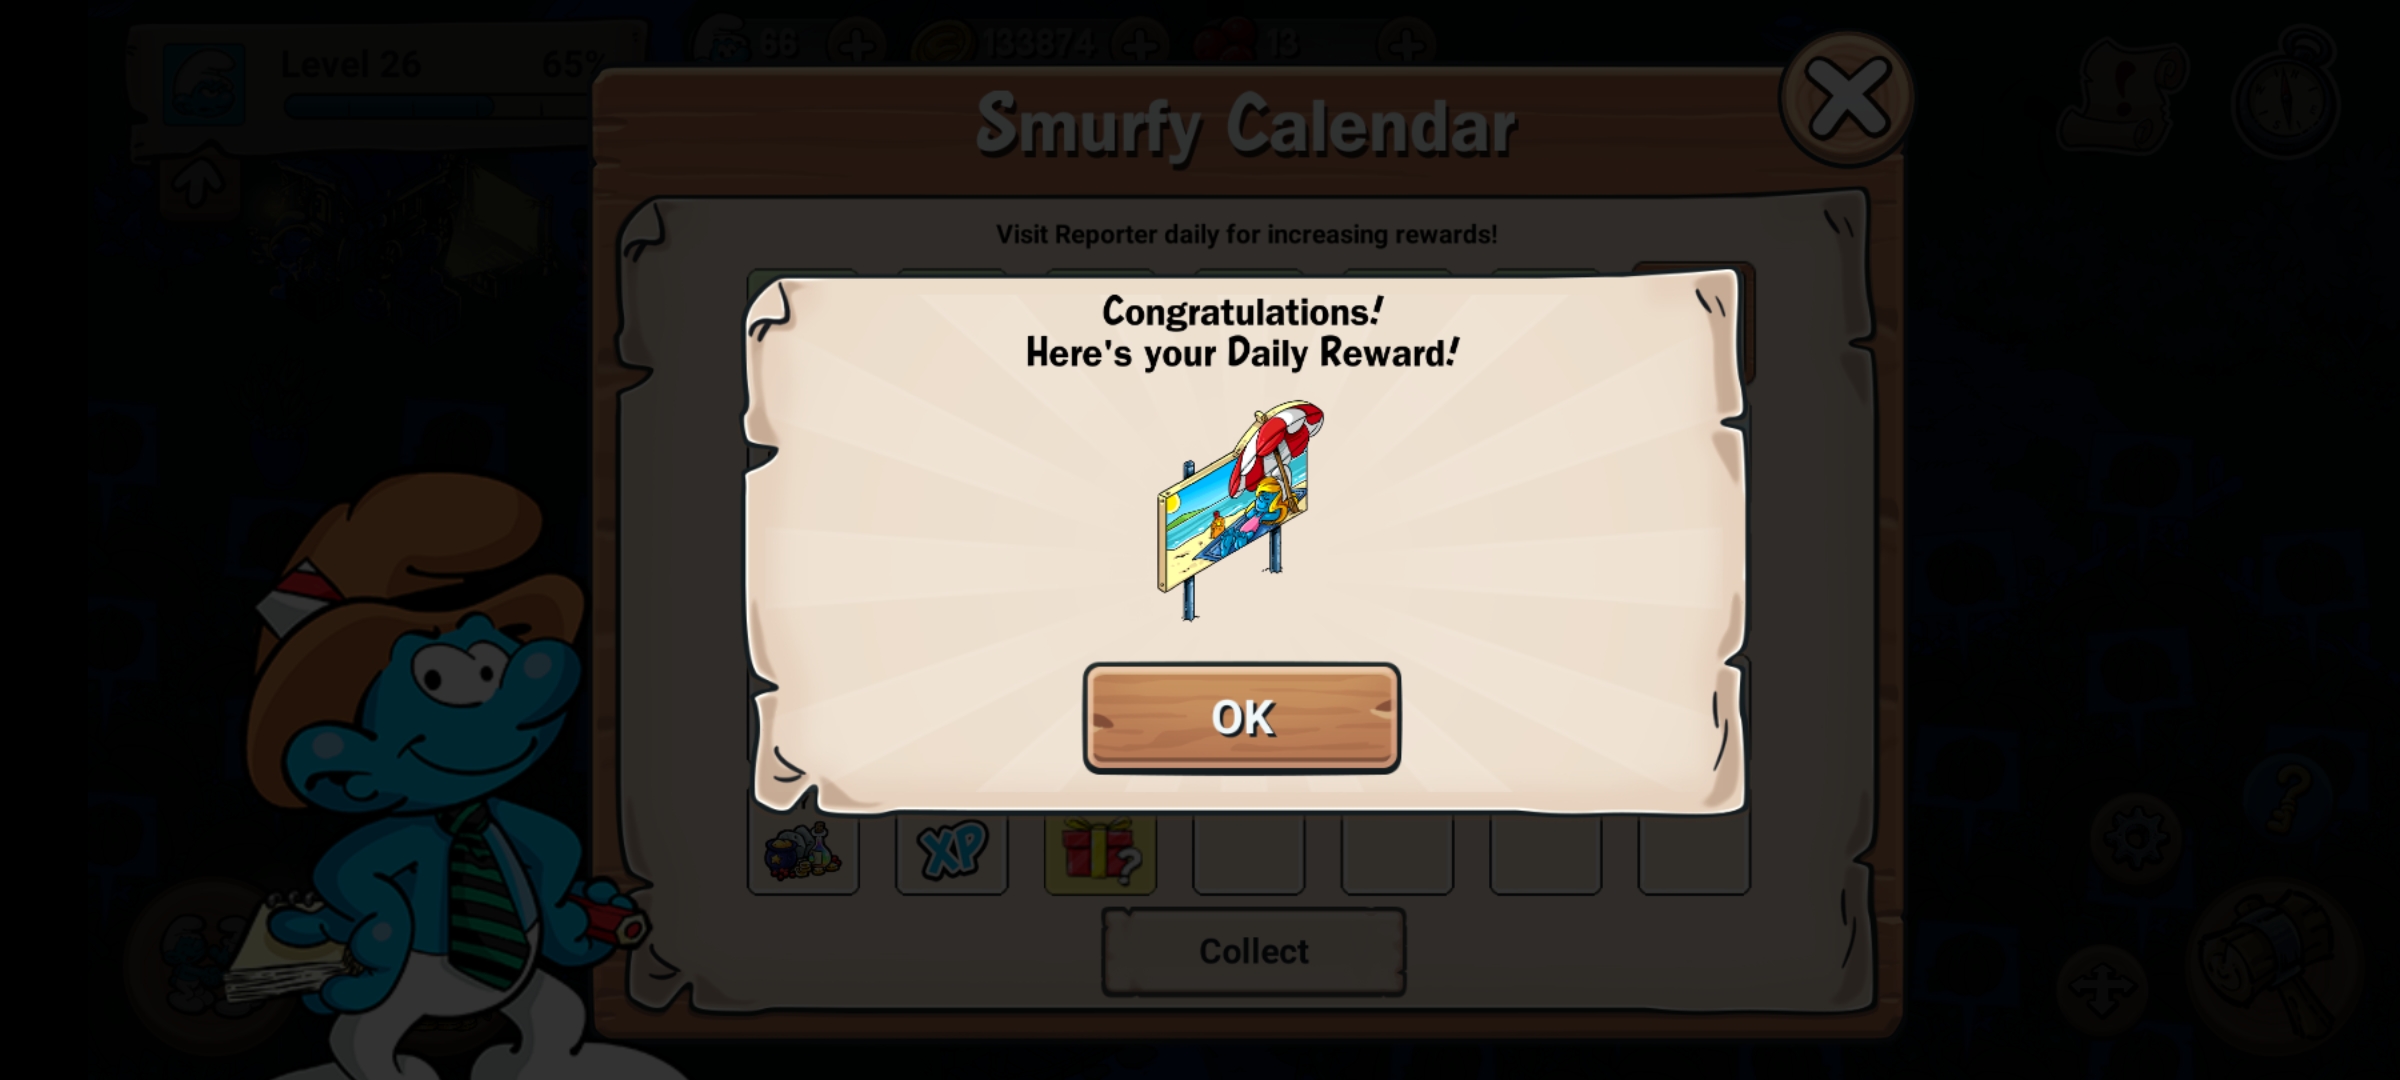 Level 26
65%
66
133874
13
Smurfy Calendar
Visit Reporter daily for increasing rewards!
Congratulations!
Here's your Daily Reward!
OK
XP
?
Collect
?